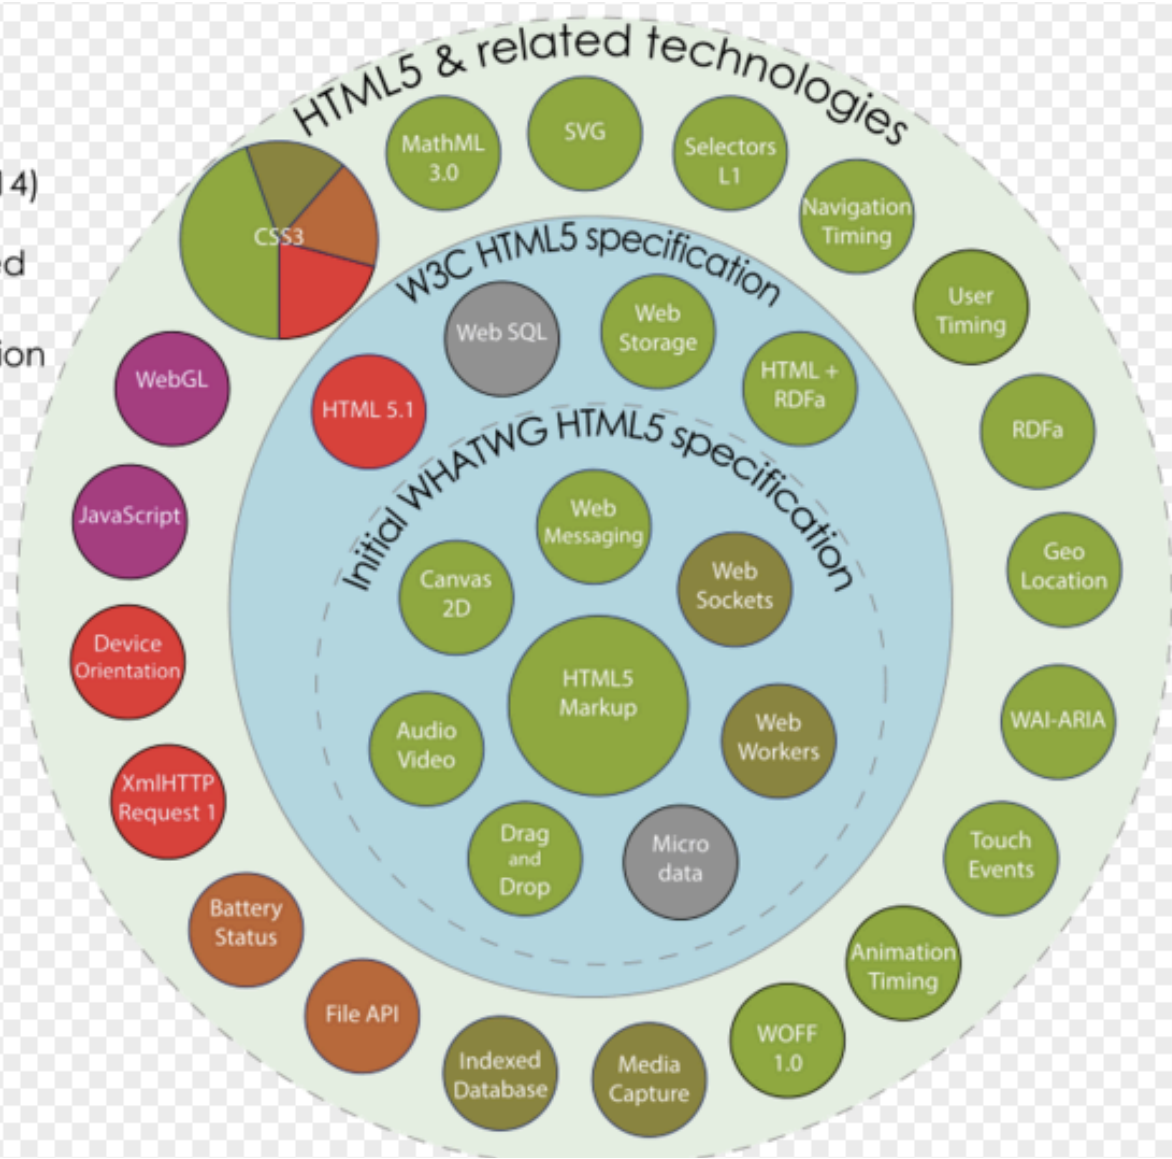 HTML5 & related technologies
14)
ed
ion
MathML
3.0
SVG
Selectors
L1
Navigation
Timing
User
Timing
RDFa
Geo
Location
WAI-ARIA
Touch
Events
Animation
Timing
WOFF
1.0
Media
Capture
Indexed
Database
File API
Battery
Status
XmlHTTP
Request 1
Device
Orientation
JavaScript
WebGL
CSS3
W3C HTML5 specification
HTML 5.1
Web SQL
Web
Storage
HTML +
RDFa
Initial WHATWG HTML5 specification
Web
Messaging
Web
Sockets
Web
Workers
Micro
data
Drag
and
Drop
Audio
Video
Canvas
2D
HTML5
Markup